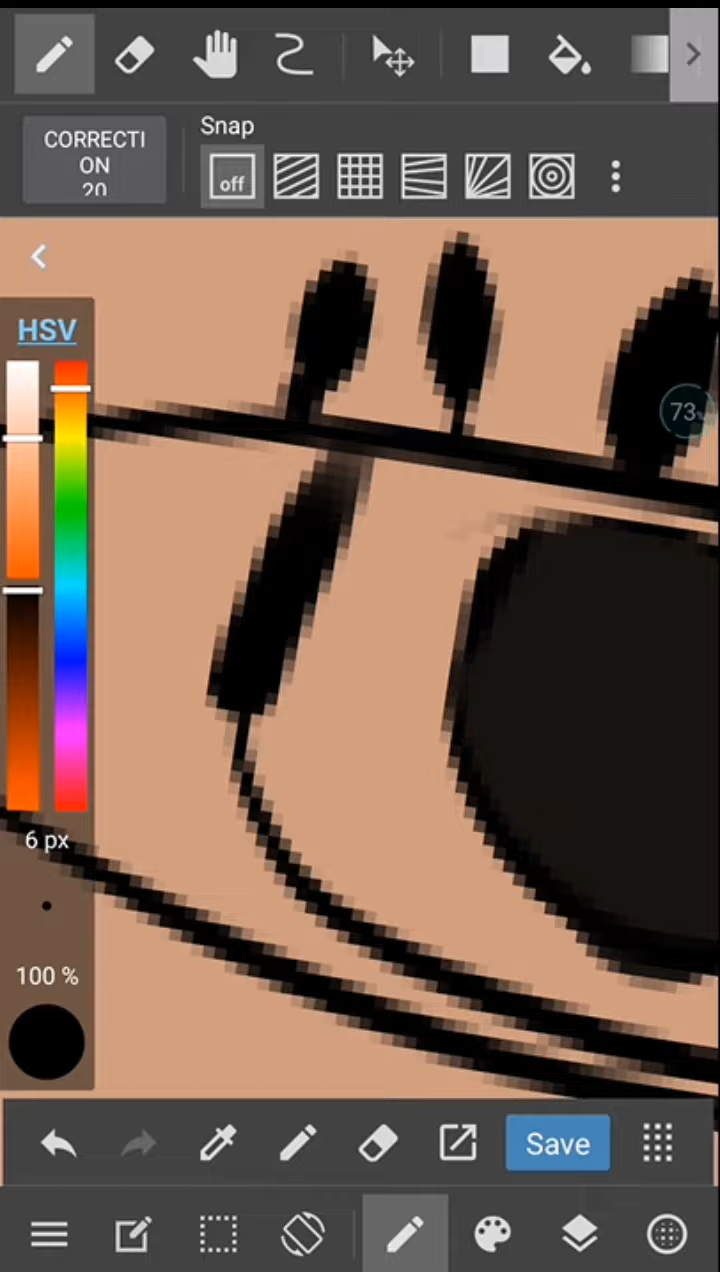 Snap
CORRECTI
ON
20
off
HSV
73%
6 px
100 %
Save